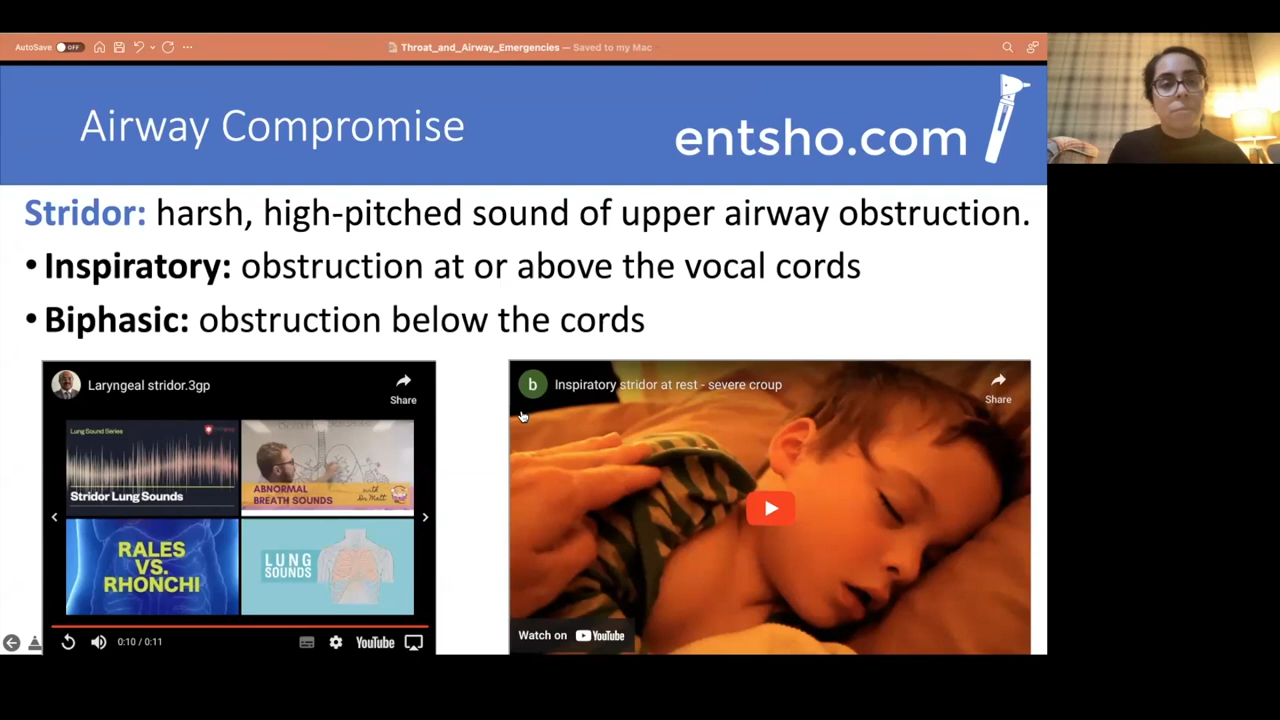 AutoSave OFF
Throat_and_Airway_Emergencies — Saved to my Mac
Airway Compromise
entsho.com
Stridor: harsh, high-pitched sound of upper airway obstruction.
• Inspiratory: obstruction at or above the vocal cords
• Biphasic: obstruction below the cords
Laryngeal stridor.3gp
Share
Lung Sound Series
Stridor Lung Sounds
ABNORMAL
BREATH SOUNDS
with
Dr Matt
RALES
VS.
RHONCHI
LUNG
SOUNDS
0:10 / 0:11
YouTube
b
Inspiratory stridor at rest - severe croup
Share
Watch on YouTube